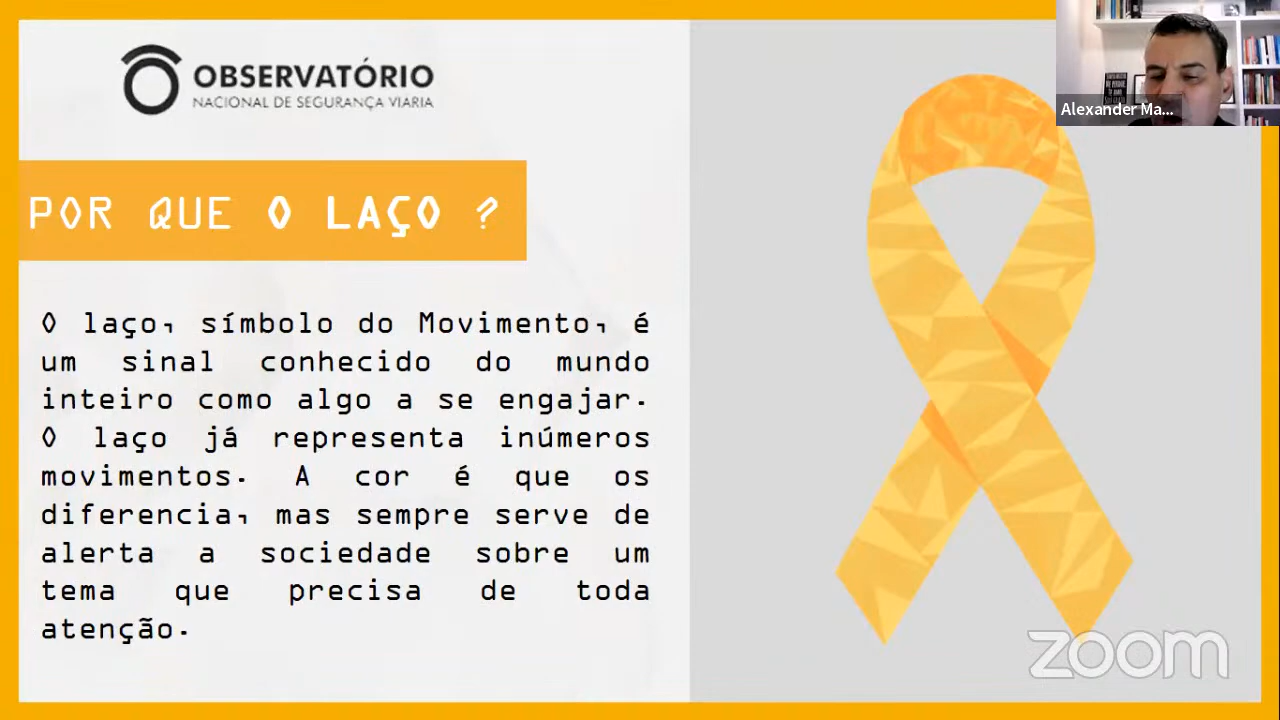 OBSERVATÓRIO
NACIONAL DE SEGURANÇA VIARIA
Alexander Ma...
POR QUE O LAÇO ?
O laço, símbolo do Movimento, é
um sinal conhecido do mundo
inteiro como algo a se engajar.
O laço já representa inúmeros
movimentos. A cor é que os
diferencia, mas sempre serve de
alerta a sociedade sobre um
tema que precisa de toda
atenção.
zoom